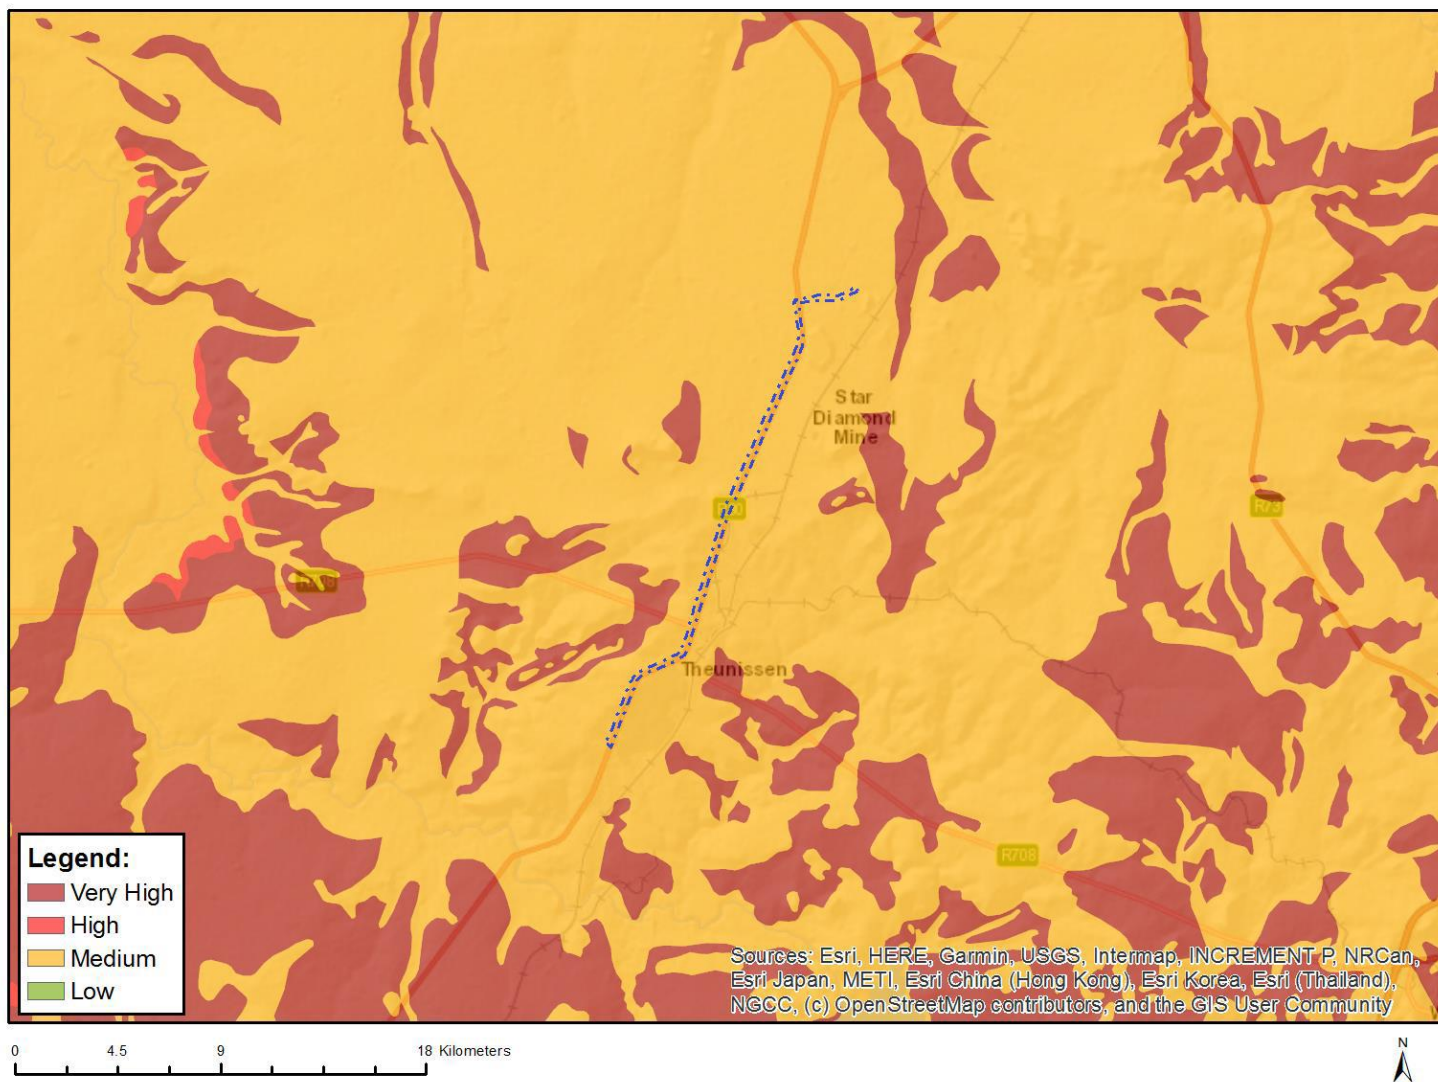 Star
Diamond
Mine
R73
Theunissen
R708
Legend:
Very High
High
Medium
Low
Sources: Esri, HERE, Garmin, USGS, Intermap, INCREMENT P, NRCan,
Esri Japan, METI, Esri China (Hong Kong), Esri Korea, Esri (Thailand),
NGCC, (c) OpenStreetMap contributors, and the GIS User Community
0 4.5 9 18 Kilometers
N